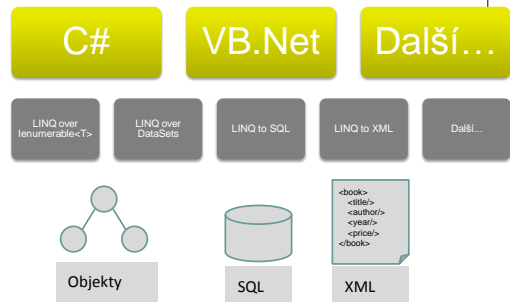 C#
VB.Net
Další…
LINQ over
Ienumerable<T>
LINQ over
DataSets
LINQ to SQL
LINQ to XML
Další...
<book>
<title/>
<author/>
<year/>
<price/>
</book>
Objekty
SQL
XML